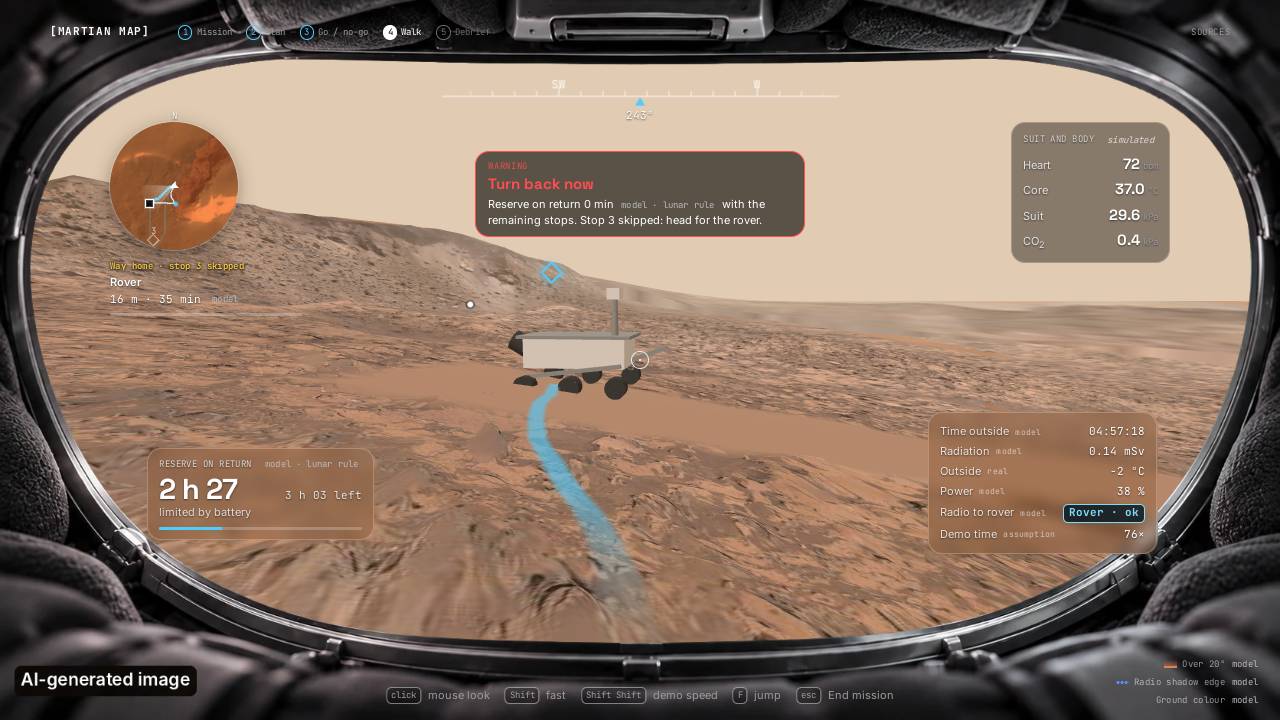 [MARTIAN MAP]
1 Mission
2 Plan
3 Go / no-go
4 Walk
5 Debrief
SOURCES
SW
W
243°
N
3
WARNING
Turn back now
Reserve on return 0 min model · lunar rule with the
remaining stops. Stop 3 skipped: head for the rover.
SUIT AND BODY simulated
Heart 72 bpm
Core 37.0 °C
Suit 29.6 kPa
CO2 0.4 kPa
Way home · stop 3 skipped
Rover
16 m · 35 min model
RESERVE ON RETURN model · lunar rule
2 h 27 3 h 03 left
limited by battery
Time outside model 04:57:18
Radiation model 0.14 mSv
Outside real -2 °C
Power model 38 %
Radio to rover model Rover · ok
Demo time assumption 76×
AI-generated image
click mouse look Shift fast Shift Shift demo speed F jump esc End mission
Over 20° model
Radio shadow edge model
Ground colour model